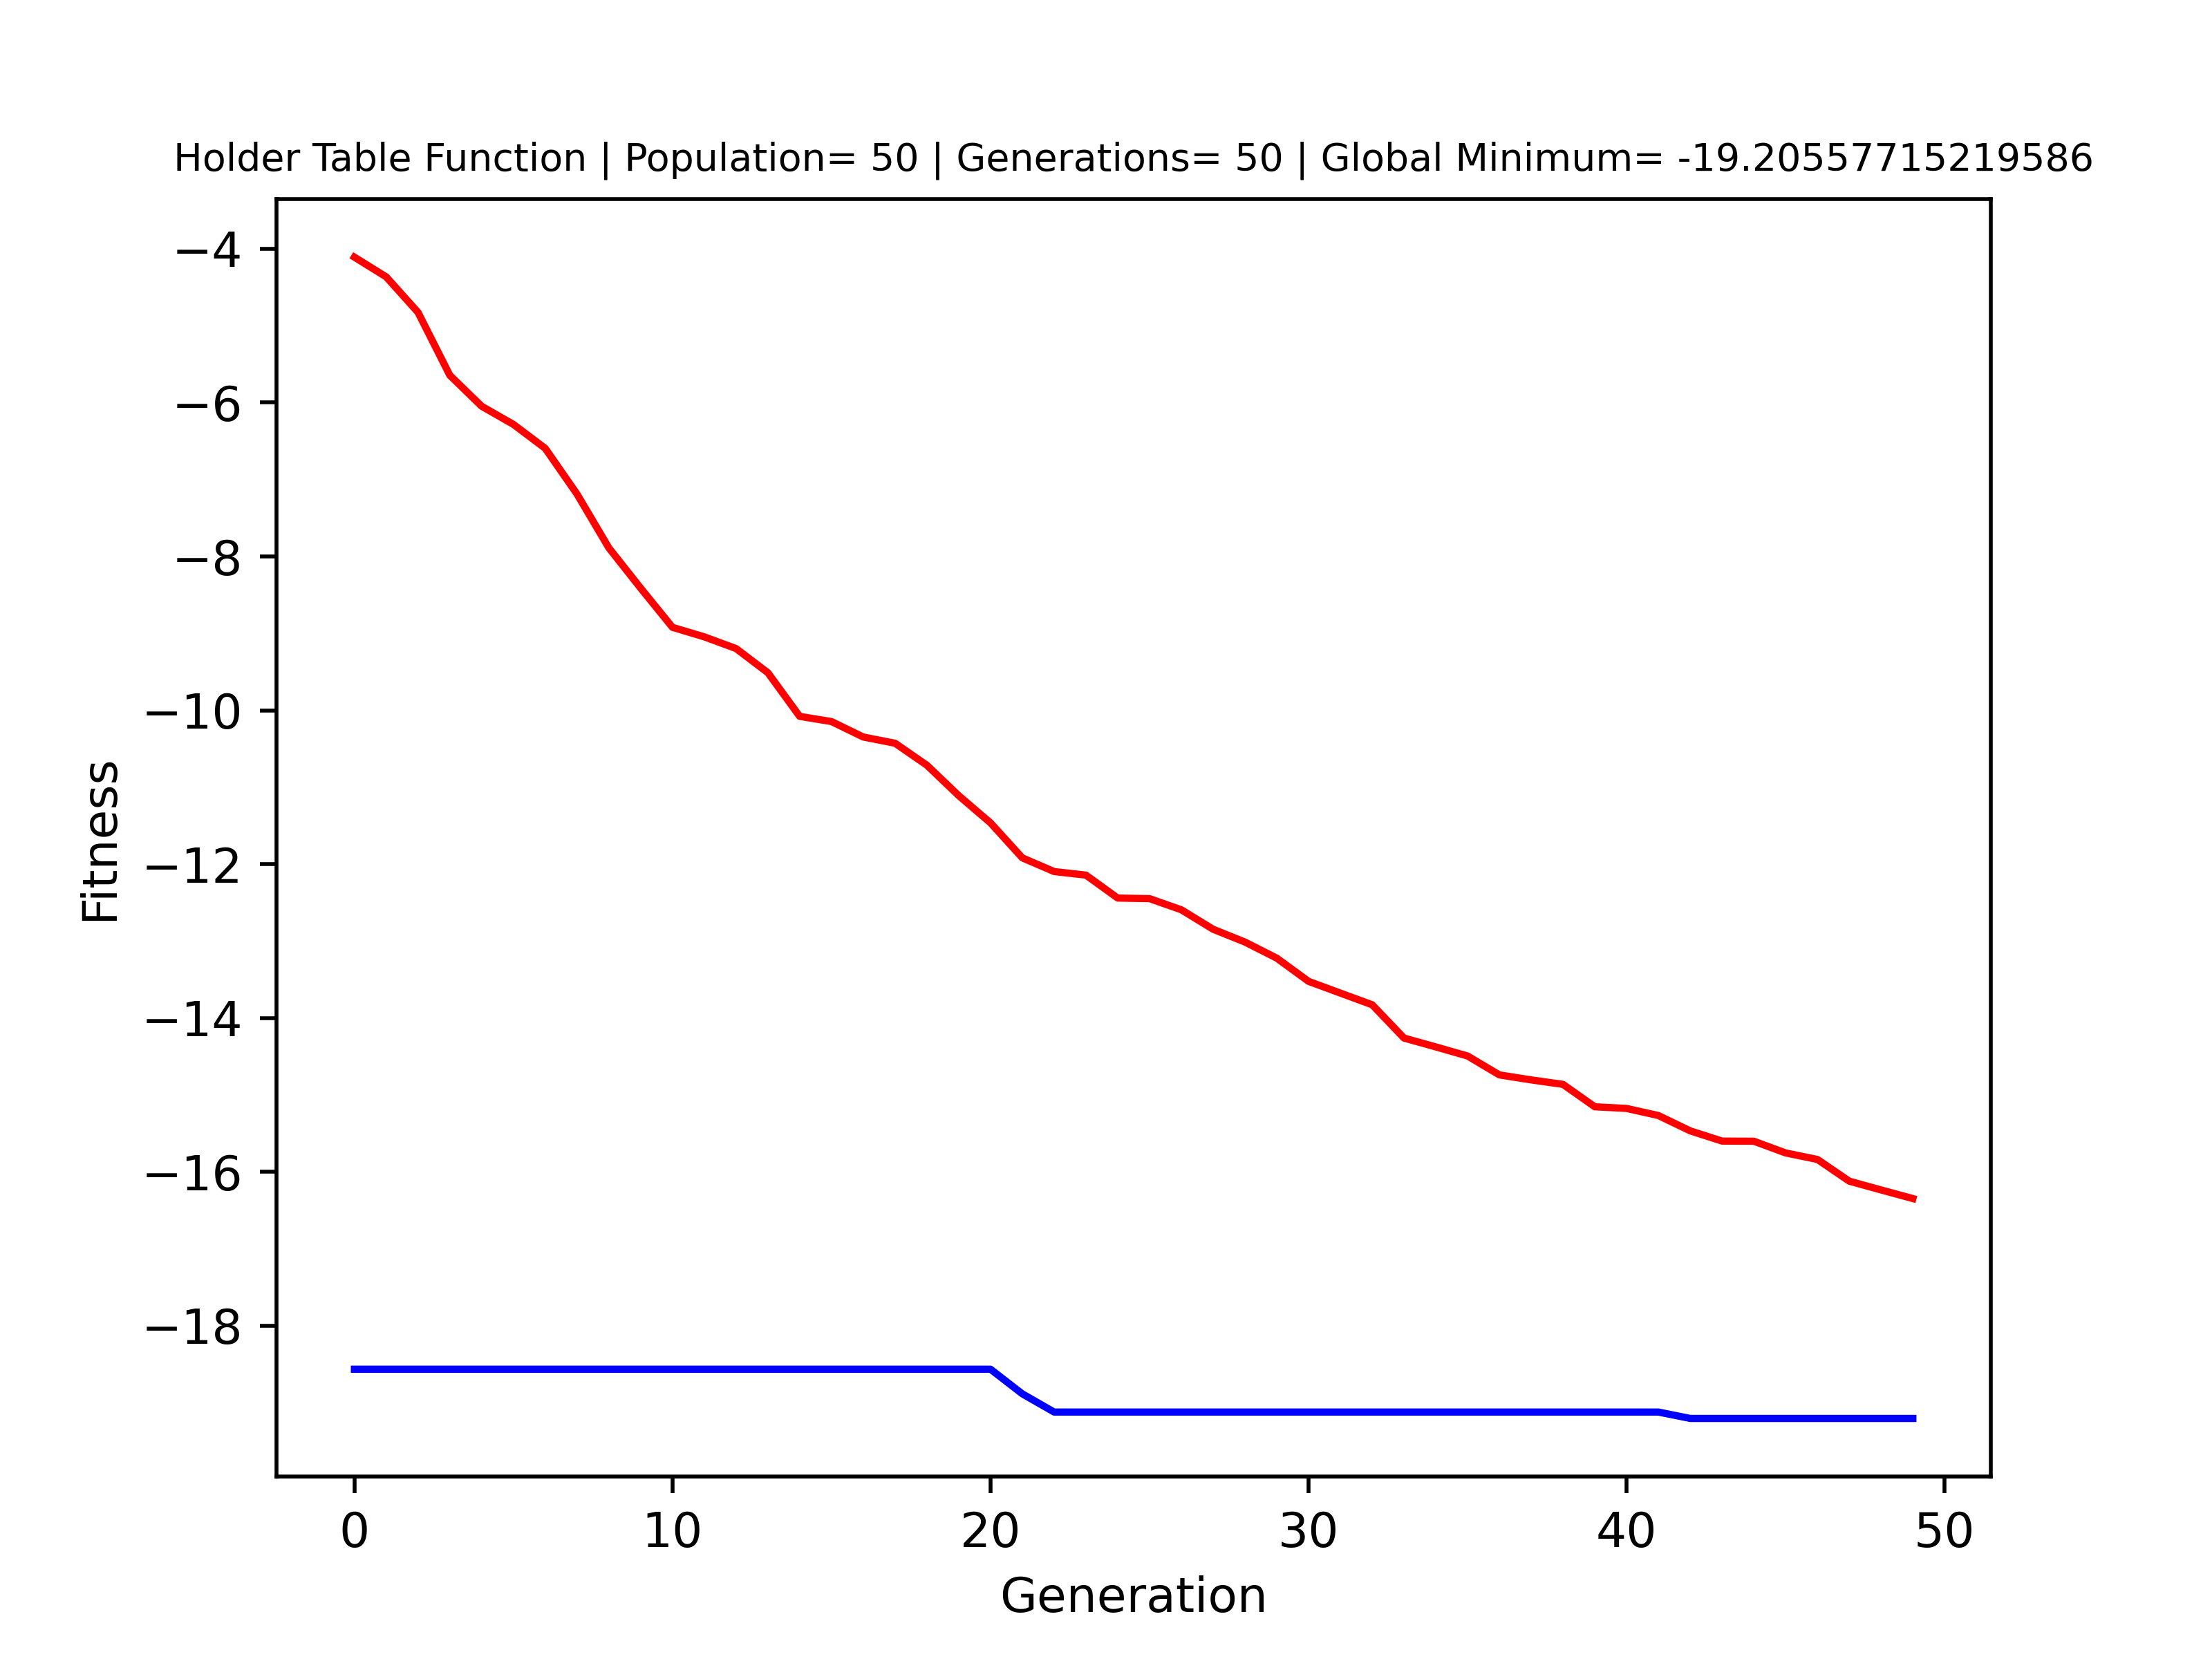 Holder Table Function | Population= 50 | Generations= 50 | Global Minimum= -19.20557715219586
−4
−6
−8
−10
−12
−14
−16
−18
Fitness
0 10 20 30 40 50
Generation